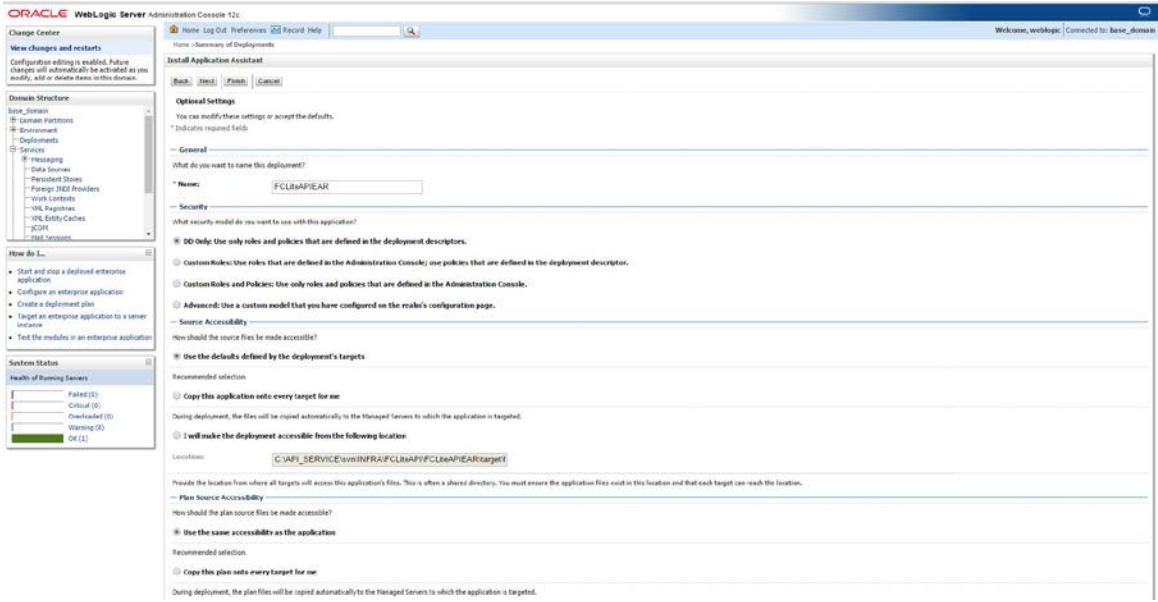 ORACLE WebLogic Server Administration Console 12c
Change Center
View changes and restarts
Configuration editing is enabled. Future
changes will automatically be activated as you
modify, add or delete items in this domain.
Domain Structure
base_domain
Domain Partitions
Environment
Deployments
Services
Messaging
Data Sources
Persistent Stores
Foreign JNDI Providers
Work Contexts
XML Registries
XML Entity Caches
jCOM
Mail Sessions
How do I...
Start and stop a deployed enterprise
application
Configure an enterprise application
Create a deployment plan
Target an enterprise application to a server
instance
Test the modules in an enterprise application
System Status
Health of Running Servers
Failed (0)
Critical (0)
Overloaded (0)
Warning (0)
OK (1)
Home Log Out Preferences Record Help
Welcome, weblogic Connected to: base_domain
Home >Summary of Deployments
Install Application Assistant
Back Next Finish Cancel
Optional Settings
You can modify these settings or accept the defaults.
* Indicates required fields
General
What do you want to name this deployment?
* Name: FCLiteAPIEAR
Security
What security model do you want to use with this application?
DD Only: Use only roles and policies that are defined in the deployment descriptors.
Custom Roles: Use roles that are defined in the Administration Console; use policies that are defined in the deployment descriptor.
Custom Roles and Policies: Use only roles and policies that are defined in the Administration Console.
Advanced: Use a custom model that you have configured on the realm's configuration page.
Source Accessibility
How should the source files be made accessible?
Use the defaults defined by the deployment's targets
Recommended selection.
Copy this application onto every target for me
During deployment, the files will be copied automatically to the Managed Servers to which the application is targeted.
I will make the deployment accessible from the following location
Location: C:\API_SERVICE\svn\INFRA\FCLiteAPI\FCLiteAPIEAR\target\f
Provide the location from where all targets will access this application's files. This is often a shared directory. You must ensure the application files exist in this location and that each target can reach the location.
Plan Source Accessibility
How should the plan source files be made accessible?
Use the same accessibility as the application
Recommended selection.
Copy this plan onto every target for me
During deployment, the plan files will be copied automatically to the Managed Servers to which the application is targeted.